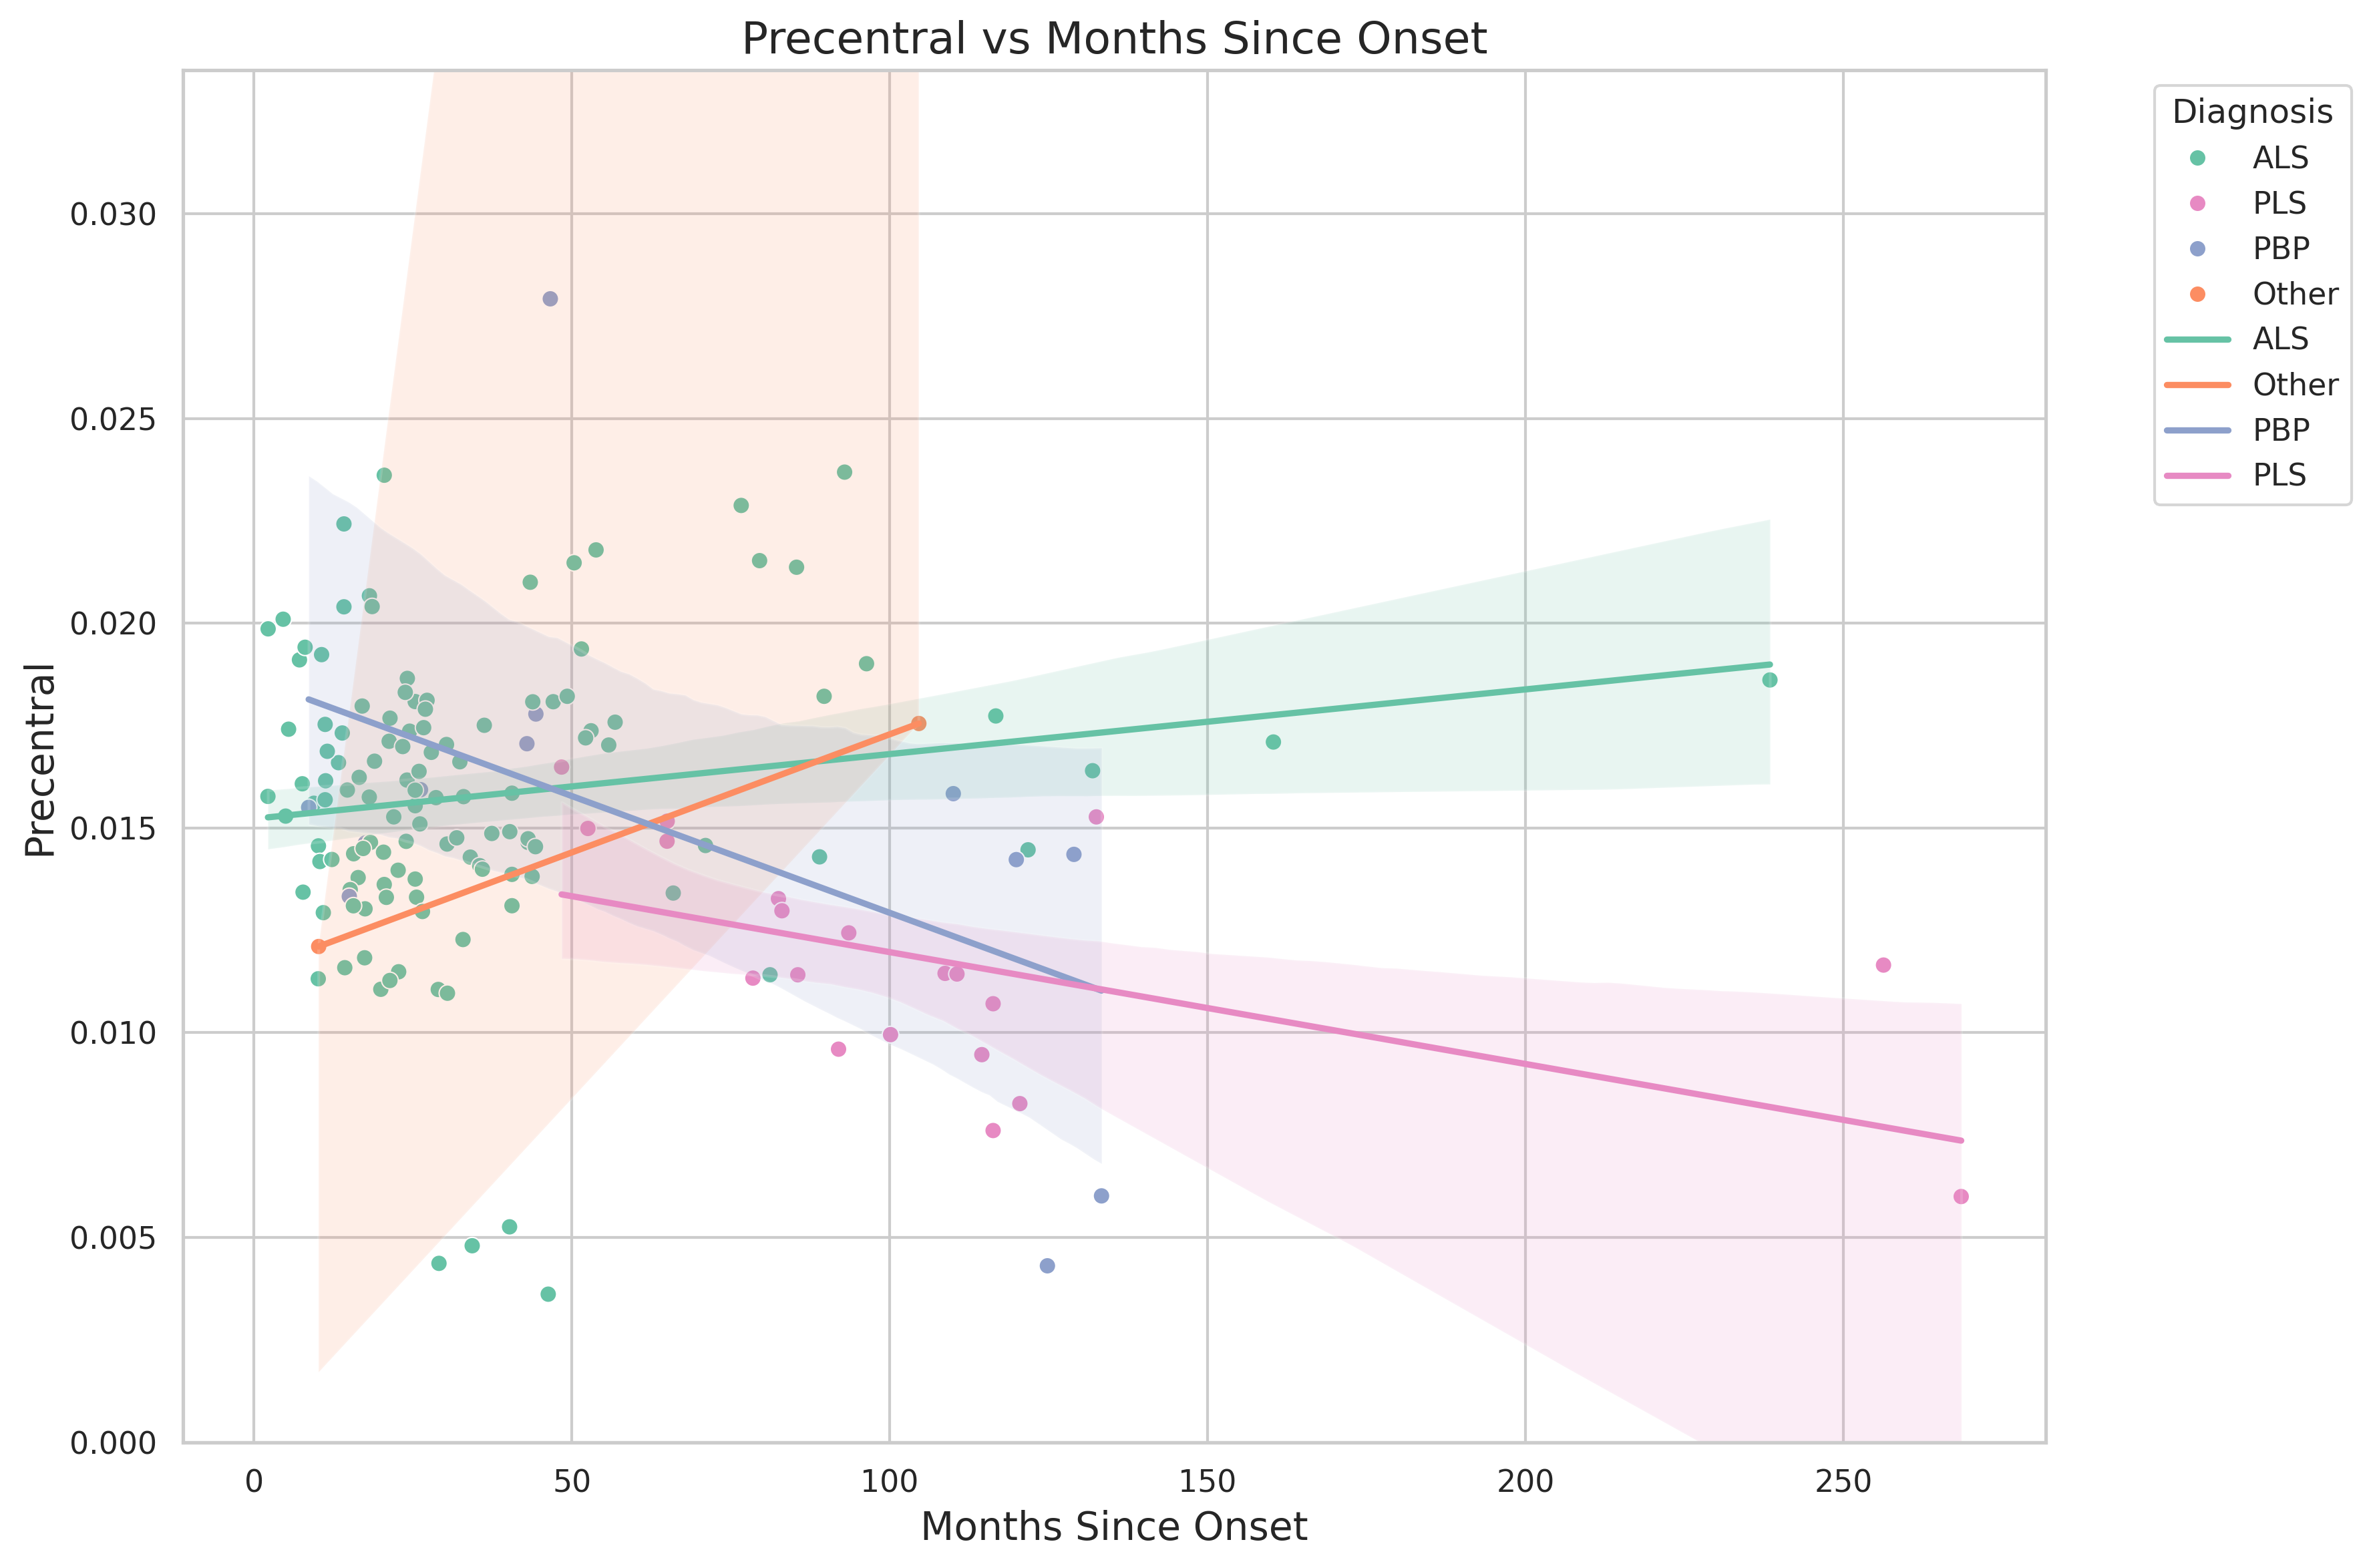 Precentral vs Months Since Onset
Diagnosis
ALS
PLS
PBP
Other
ALS
Other
PBP
PLS
0.030
0.025
0.020
0.015
0.010
0.005
0.000
Precentral
0 50 100 150 200 250
Months Since Onset